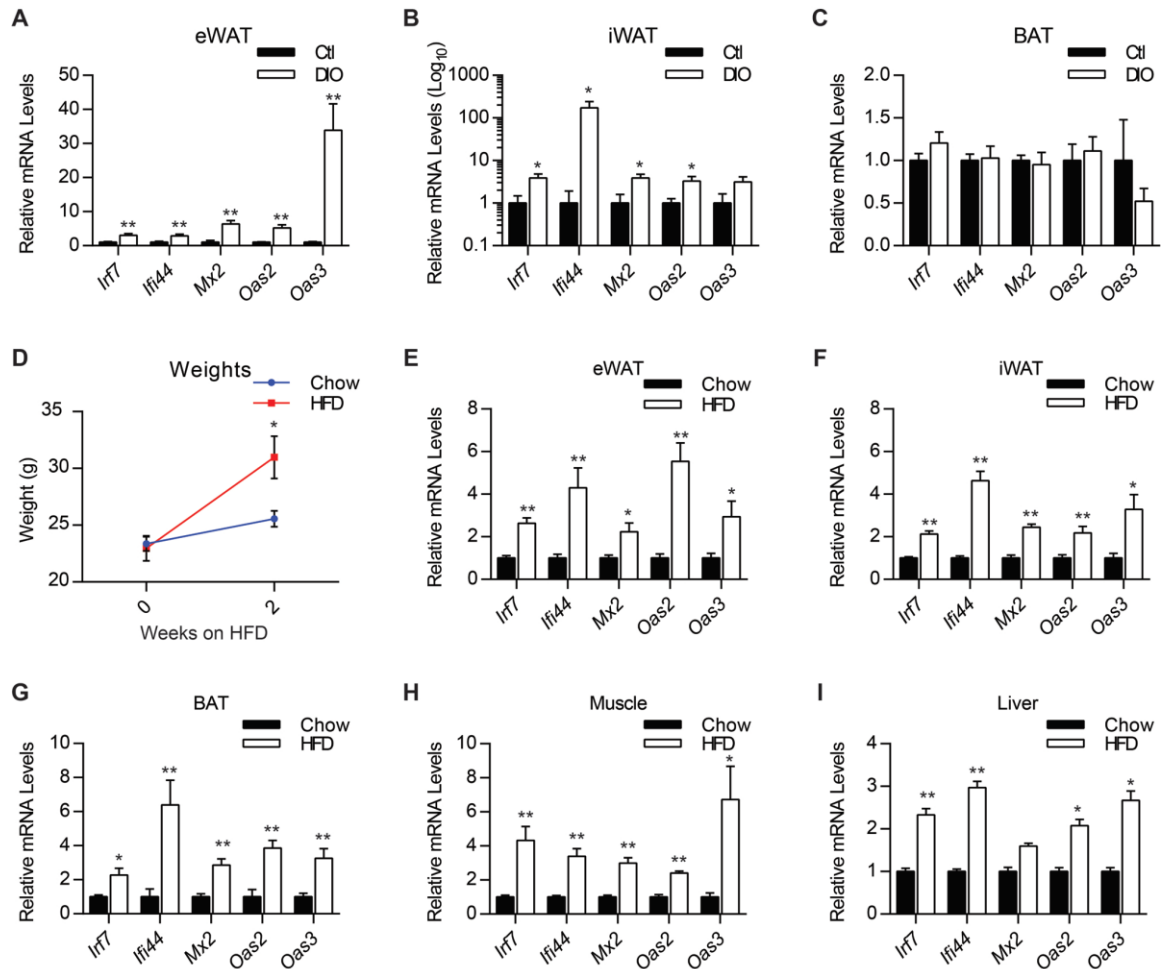 A
eWAT
Ctl
DIO
Relative mRNA Levels
50
40
30
20
10
0
**
**
**
**
**
Irf7
Ifi44
Mx2
Oas2
Oas3
B
iWAT
Ctl
DIO
Relative mRNA Levels (Log10)
1000
100
10
1
0.1
*
*
*
*
Irf7
Ifi44
Mx2
Oas2
Oas3
C
BAT
Ctl
DIO
Relative mRNA Levels
2.0
1.5
1.0
0.5
0.0
Irf7
Ifi44
Mx2
Oas2
Oas3
D
Weights
Chow
HFD
Weight (g)
35
30
25
20
*
0
2
Weeks on HFD
E
eWAT
Chow
HFD
Relative mRNA Levels
8
6
4
2
0
**
**
*
**
*
Irf7
Ifi44
Mx2
Oas2
Oas3
F
iWAT
Chow
HFD
Relative mRNA Levels
8
6
4
2
0
**
**
**
**
*
Irf7
Ifi44
Mx2
Oas2
Oas3
G
BAT
Chow
HFD
Relative mRNA Levels
10
8
6
4
2
0
*
**
**
**
**
Irf7
Ifi44
Mx2
Oas2
Oas3
H
Muscle
Chow
HFD
Relative mRNA Levels
10
8
6
4
2
0
**
**
**
**
*
Irf7
Ifi44
Mx2
Oas2
Oas3
I
Liver
Chow
HFD
Relative mRNA Levels
4
3
2
1
0
**
**
*
*
Irf7
Ifi44
Mx2
Oas2
Oas3